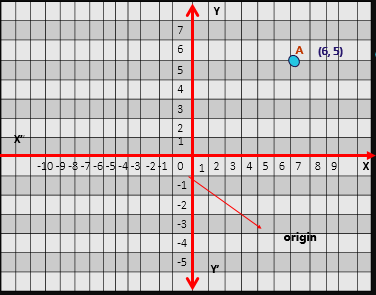 Y
7
6
A (6, 5)
5
4
3
2
X" 1
-10 -9 -8 -7 -6 -5 -4 -3 -2 -1 0 1 2 3 4 5 6 7 8 9 X
-1
-2
-3
origin
-4
-5
Y'